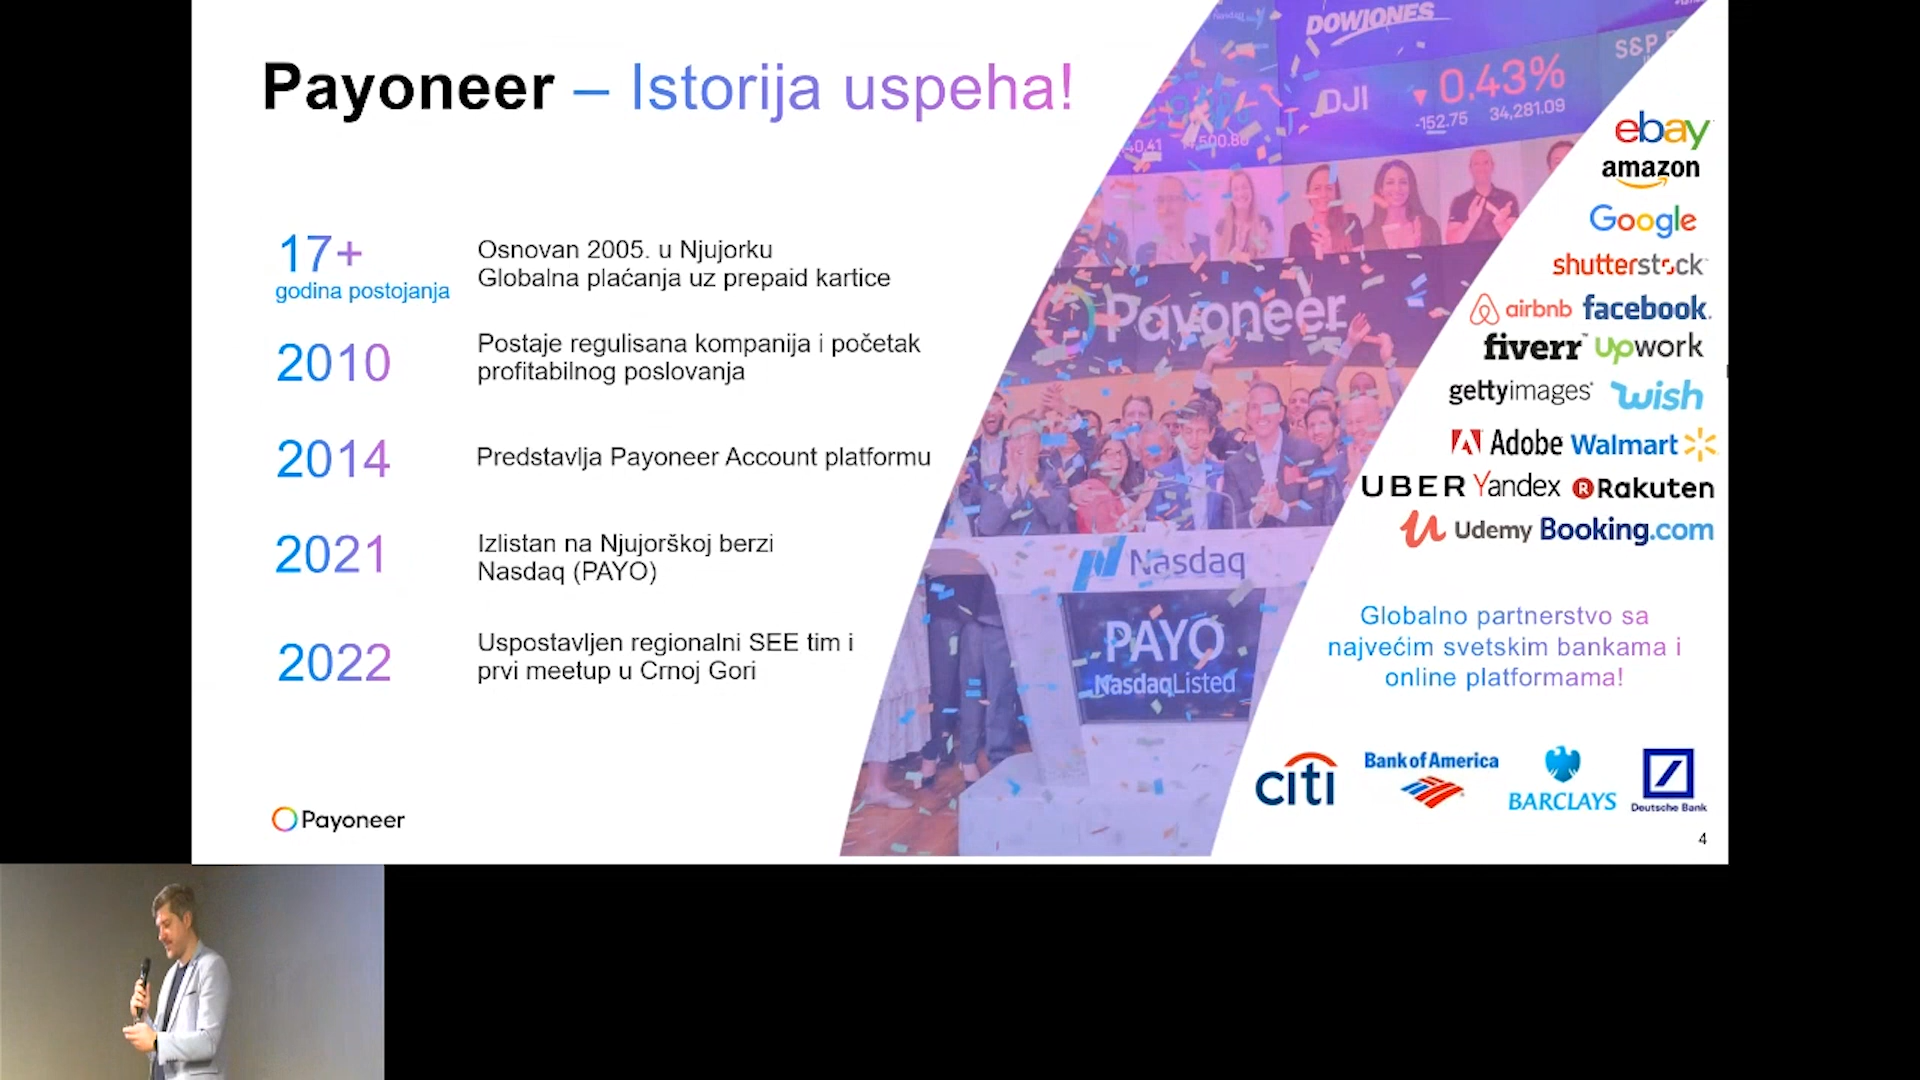 Payoneer – Istorija uspeha!
17+
godina postojanja
Osnovan 2005. u Njujorku
Globalna plaćanja uz prepaid kartice
2010
Postaje regulisana kompanija i početak
profitabilnog poslovanja
2014
Predstavlja Payoneer Account platformu
2021
Izlistan na Njujorškoj berzi
Nasdaq (PAYO)
2022
Uspostavljen regionalni SEE tim i
prvi meetup u Crnoj Gori
Payoneer
DOWJONES
DJI
▼0.43%
-152.75 34,281.09
S&P
Payoneer
Nasdaq
PAYO
NasdaqListed
ebay
amazon
Google
shutterstock
airbnb facebook.
fiverr™ upwork
gettyimages® wish
Adobe Walmart
UBER Yandex Rakuten
Udemy Booking.com
Globalno partnerstvo sa
najvećim svetskim bankama i
online platformama!
citi
Bank of America
BARCLAYS
Deutsche Bank
4